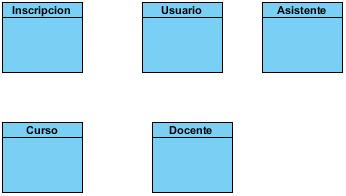 Inscripcion
Usuario
Asistente
Curso
Docente